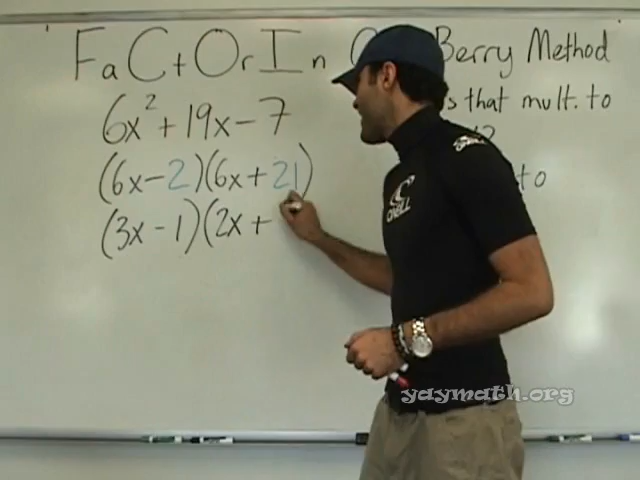 FaCtOrIn Berry Method
6x² + 19x - 7
s that mult. to
(6x - 2)(6x + 21)
to
(3x - 1)(2x +
O'NEILL
yaymath.org